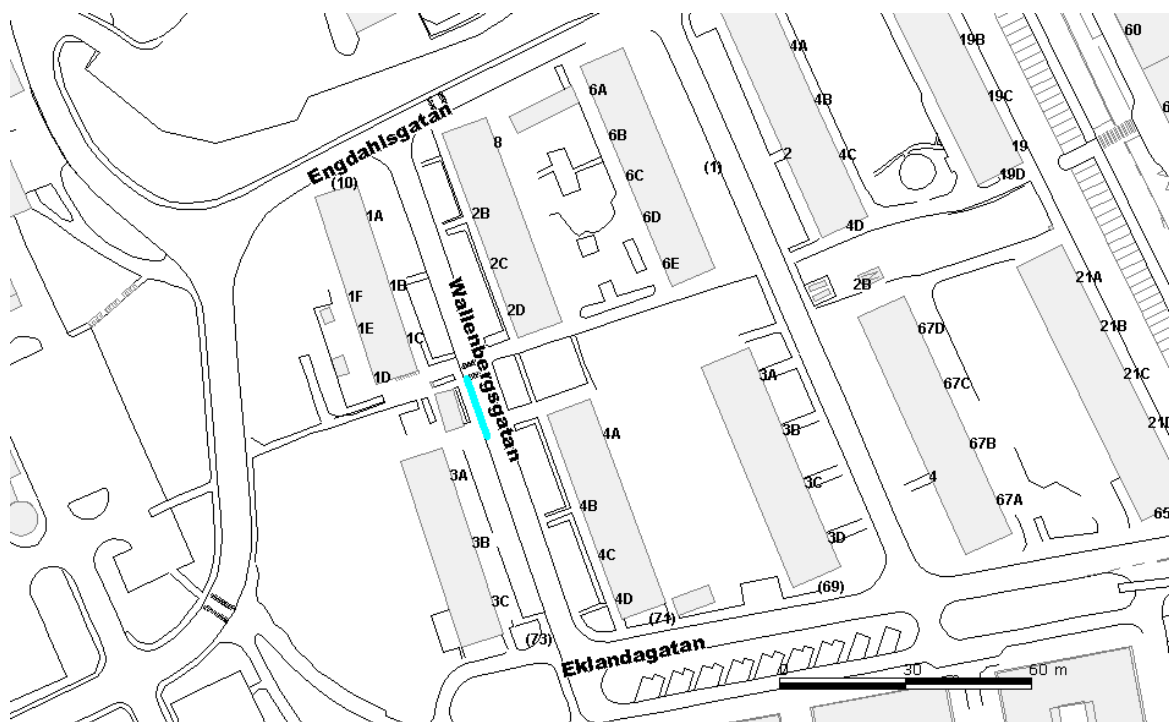 60
19B
4A
6A
4B
19C
Engdahlsgatan
8
6B
19
4C
2
(1)
6C
19D
(10)
1A
2B
6D
4D
2C
6E
21A
1B
2B
1F
Wallenbergsgatan
2D
1E
67D
21B
1C
1D
3A
67C
21C
4A
3B
21D
67B
3A
3C
4
67A
4B
65
3B
3D
4C
3C
4D
(69)
(71)
(73)
Eklandagatan
0 30 60 m